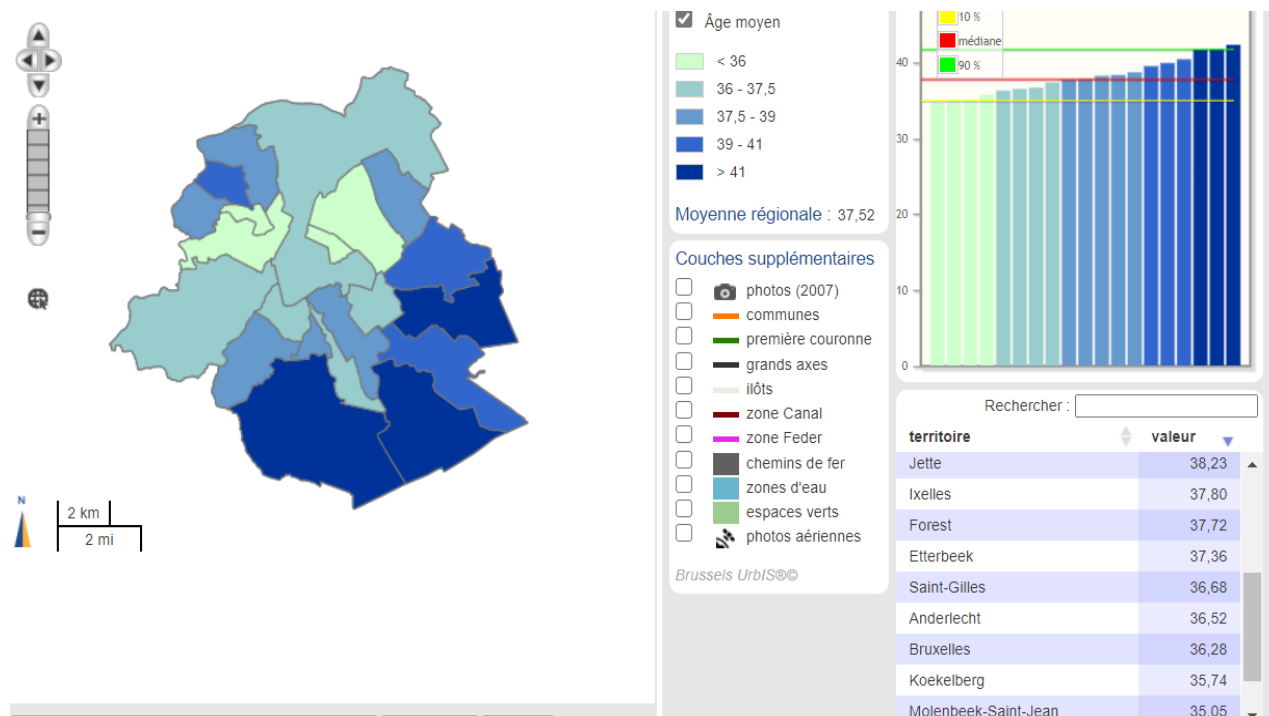 N
2 km
2 mi
Âge moyen
< 36
36 - 37,5
37,5 - 39
39 - 41
> 41
Moyenne régionale : 37,52
Couches supplémentaires
photos (2007)
communes
première couronne
grands axes
ilôts
zone Canal
zone Feder
chemins de fer
zones d'eau
espaces verts
photos aériennes
Brussels UrbIS®©
10 %
médiane
90 %
40
30
20
10
0
Rechercher :
territoire valeur
Jette 38,23
Ixelles 37,80
Forest 37,72
Etterbeek 37,36
Saint-Gilles 36,68
Anderlecht 36,52
Bruxelles 36,28
Koekelberg 35,74
Molenbeek-Saint-Jean 35,05